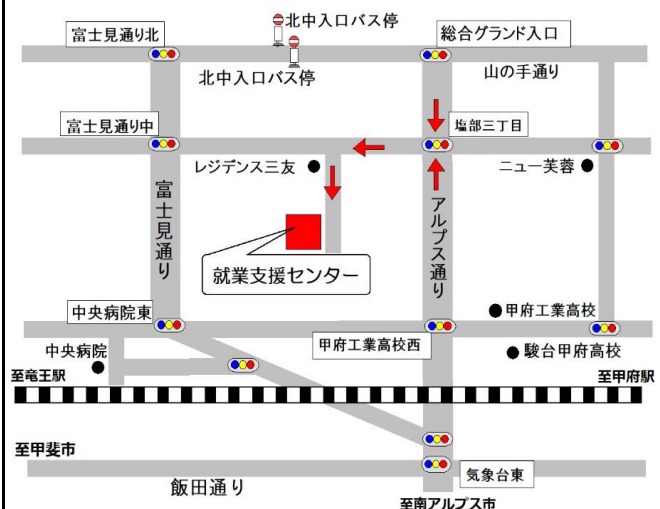 北中入口バス停
富士見通り北
総合グランド入口
北中入口バス停
山の手通り
富士見通り中
塩部三丁目
レジデンス三友
ニュー芙蓉
富士見通り
アルプス通り
就業支援センター
中央病院東
甲府工業高校
甲府工業高校西
中央病院
駿台甲府高校
至竜王駅
至甲府駅
至甲斐市
気象台東
飯田通り
至南アルプス市